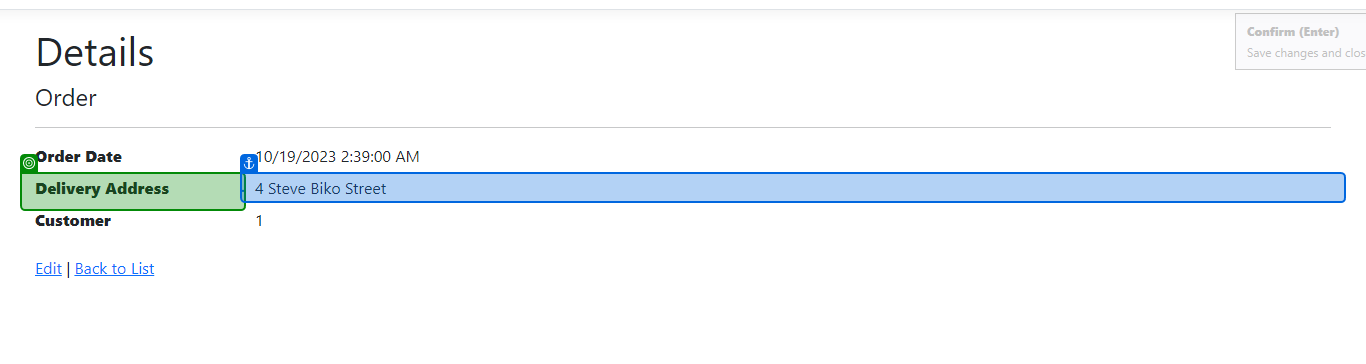 Confirm (Enter)
Save changes and clos
Details
Order
Order Date 10/19/2023 2:39:00 AM
Delivery Address 4 Steve Biko Street
Customer 1
Edit | Back to List